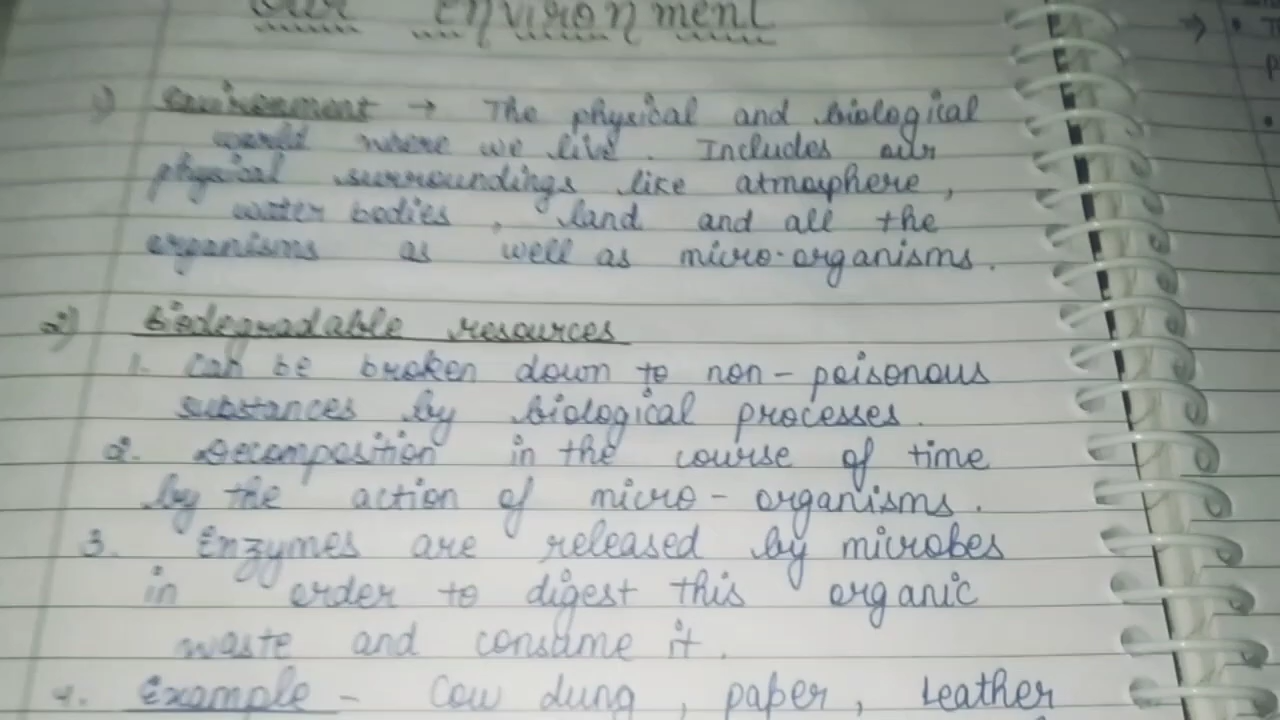 Our environment
1) Environment → The physical and biological
world where we live. Includes our
physical surroundings like atmosphere,
water bodies, land and all the
organisms as well as micro-organisms.
2) Biodegradable resources
1. Can be broken down to non-poisonous
substances by biological processes.
2. Decomposition in the course of time
by the action of micro-organisms.
3. Enzymes are released by microbes
in order to digest this organic
waste and consume it.
4. Example - Cow dung, paper, leather